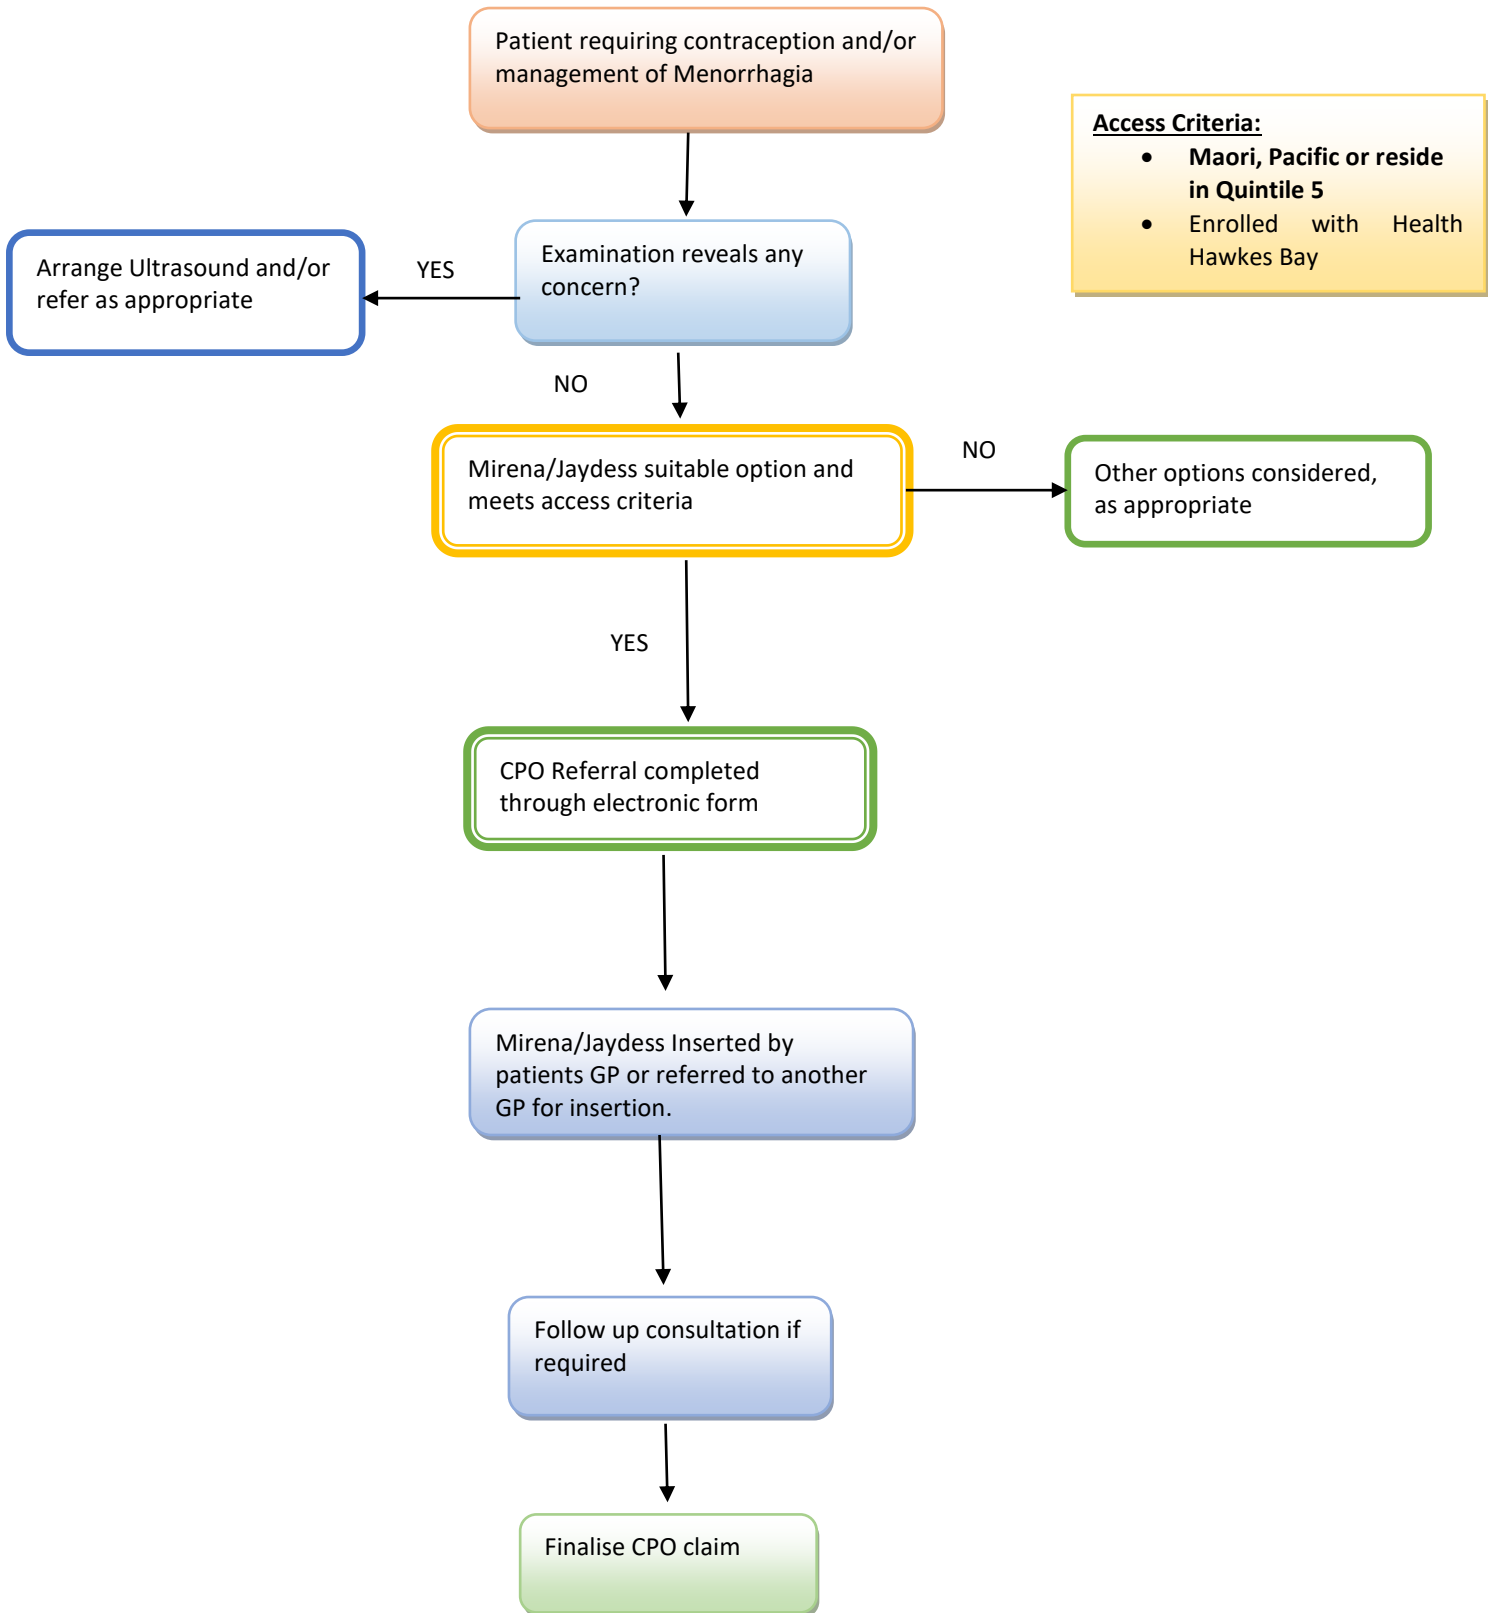 Patient requiring contraception and/or
management of Menorrhagia
Access Criteria:
• Maori, Pacific or reside
in Quintile 5
• Enrolled with Health
Hawkes Bay
Examination reveals any
concern?
YES
Arrange Ultrasound and/or
refer as appropriate
NO
Mirena/Jaydess suitable option and
meets access criteria
NO
Other options considered,
as appropriate
YES
CPO Referral completed
through electronic form
Mirena/Jaydess Inserted by
patients GP or referred to another
GP for insertion.
Follow up consultation if
required
Finalise CPO claim